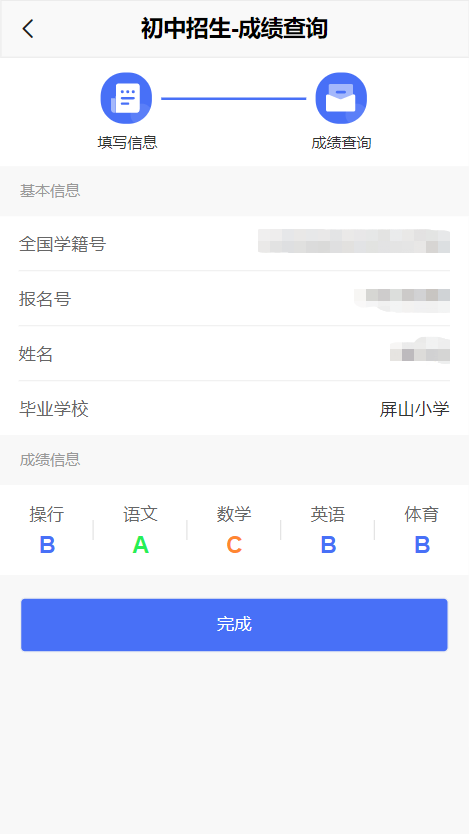 初中招生-成绩查询
填写信息 成绩查询
基本信息
全国学籍号
报名号
姓名
毕业学校 屏山小学
成绩信息
操行 语文 数学 英语 体育
B A C B B
完成